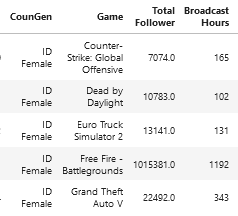 CounGen Game Total Follower Broadcast Hours
ID Female Counter-Strike: Global Offensive 7074.0 165
ID Female Dead by Daylight 10783.0 102
ID Female Euro Truck Simulator 2 13141.0 131
ID Female Free Fire - Battlegrounds 1015381.0 1192
ID Female Grand Theft Auto V 22492.0 343